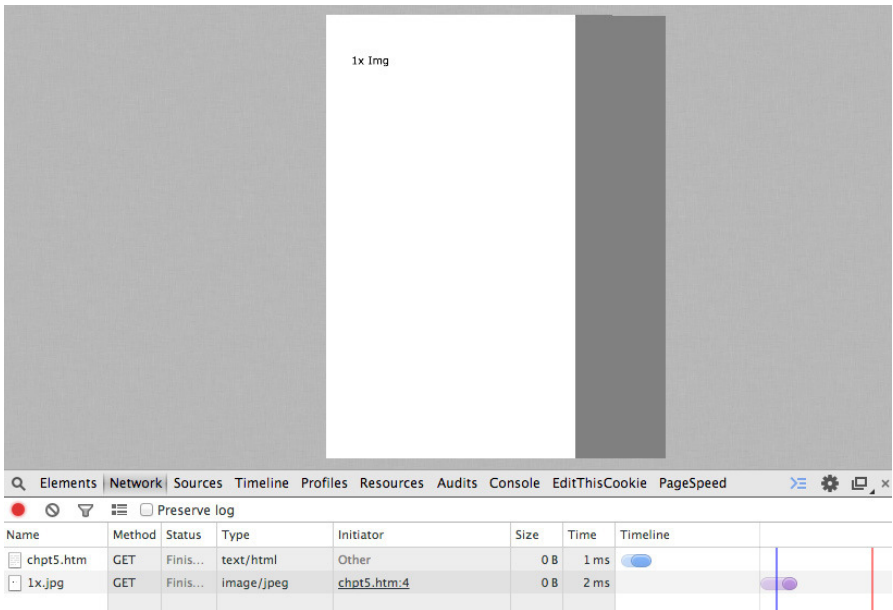 1x Img
Elements Network Sources Timeline Profiles Resources Audits Console EditThisCookie PageSpeed
Preserve log
Name Method Status Type Initiator Size Time Timeline
chpt5.htm GET Finis... text/html Other 0 B 1 ms
1x.jpg GET Finis... image/jpeg chpt5.htm:4 0 B 2 ms